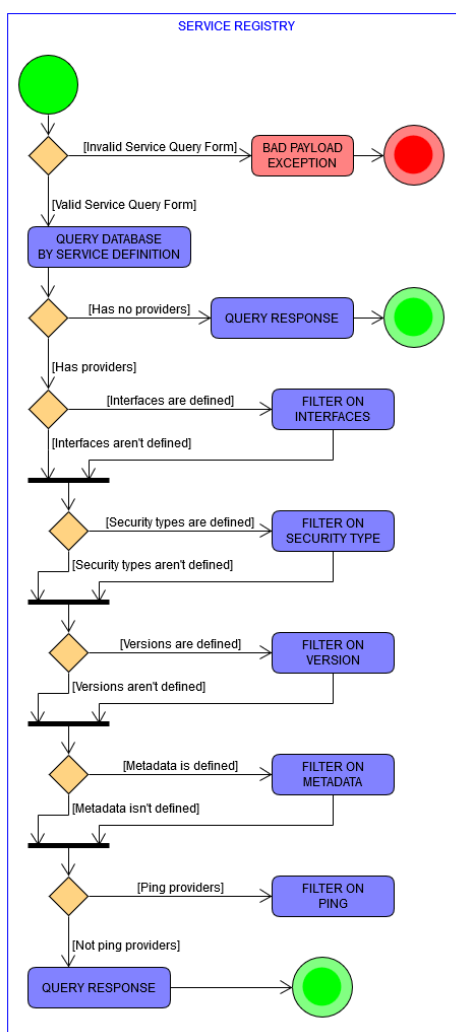 SERVICE REGISTRY
[Invalid Service Query Form]
BAD PAYLOAD
EXCEPTION
[Valid Service Query Form]
QUERY DATABASE
BY SERVICE DEFINITION
[Has no providers]
QUERY RESPONSE
[Has providers]
[Interfaces are defined]
FILTER ON
INTERFACES
[Interfaces aren't defined]
[Security types are defined]
FILTER ON
SECURITY TYPE
[Security types aren't defined]
[Versions are defined]
FILTER ON
VERSION
[Versions aren't defined]
[Metadata is defined]
FILTER ON
METADATA
[Metadata isn't defined]
[Ping providers]
FILTER ON
PING
[Not ping providers]
QUERY RESPONSE